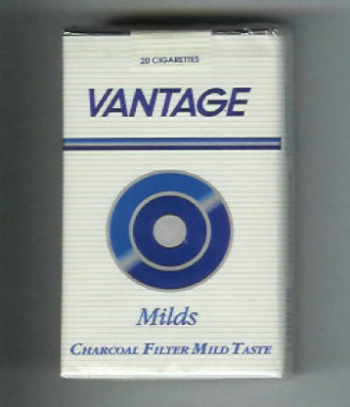 20 CIGARETTES
VANTAGE
Milds
CHARCOAL FILTER MILD TASTE